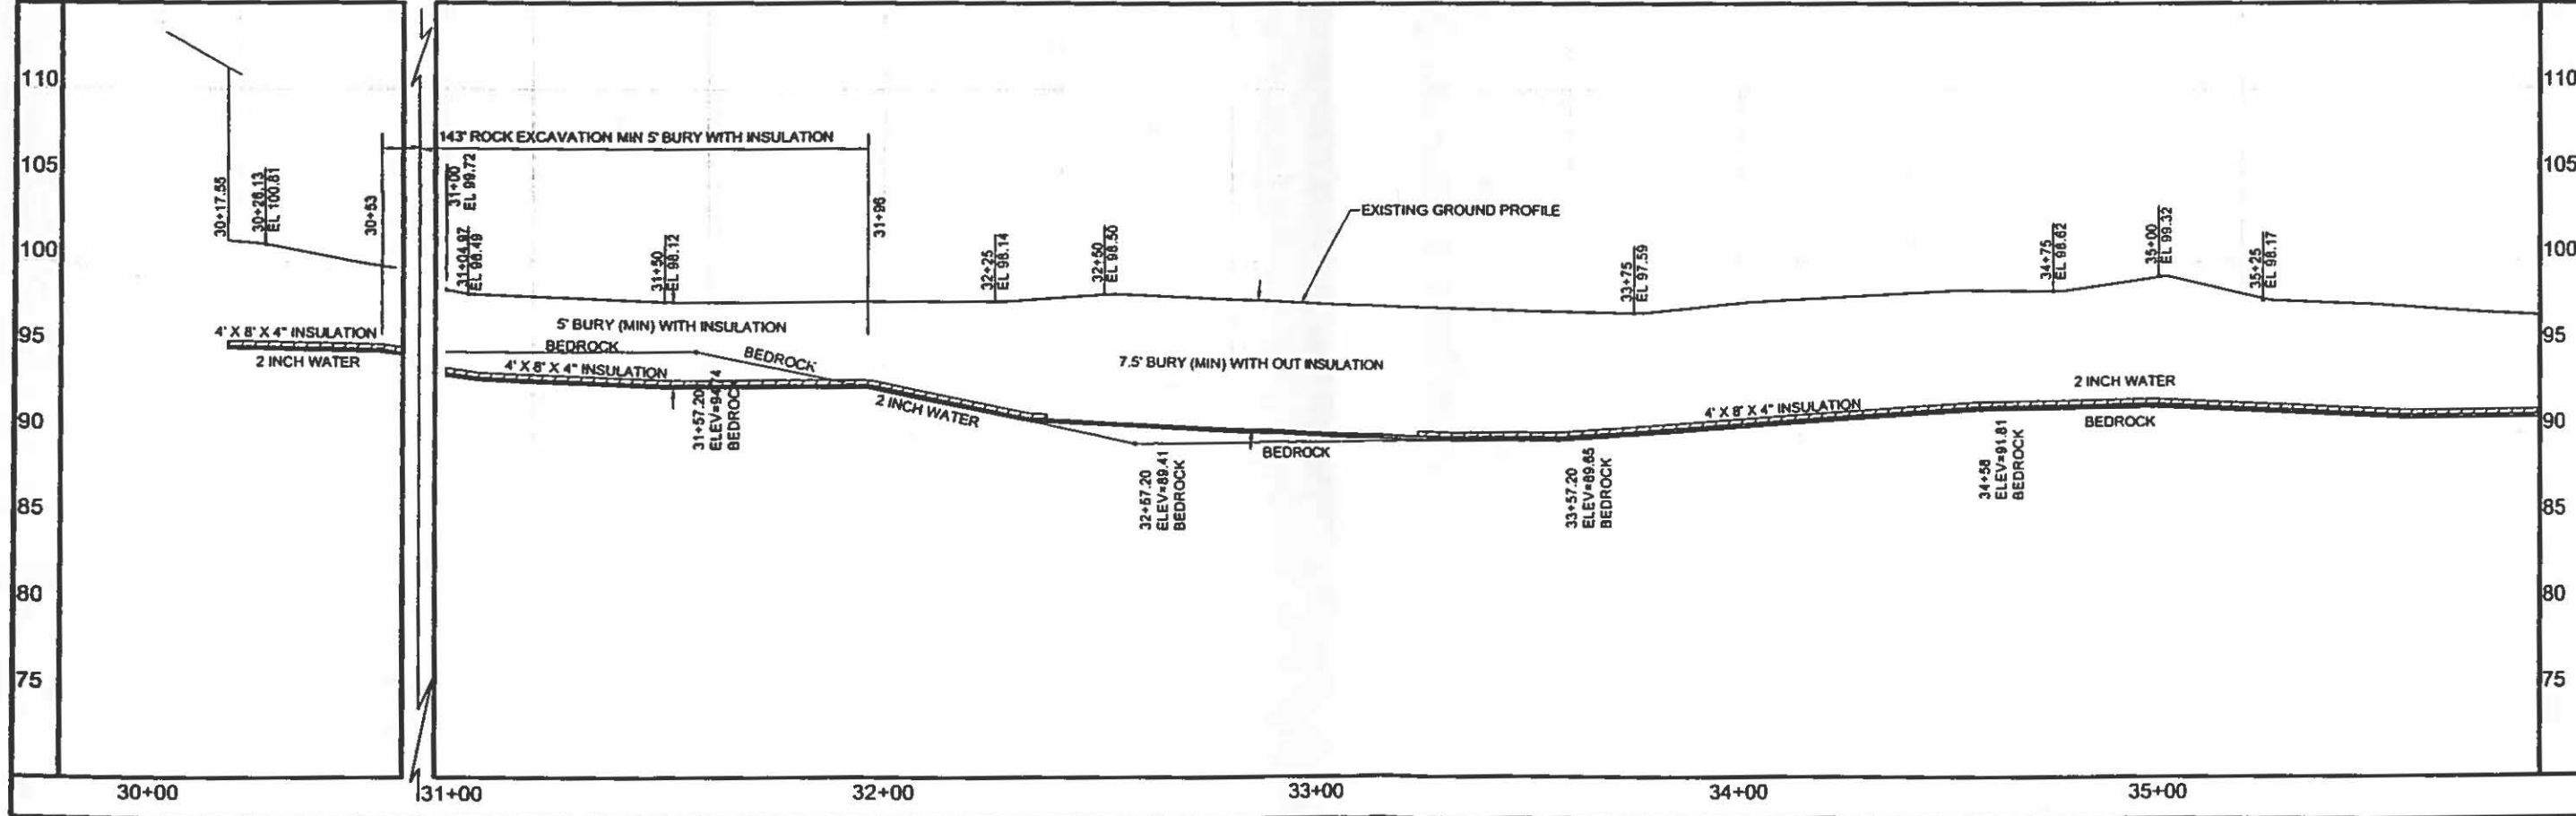 110
105
100
95
90
85
80
75
143' ROCK EXCAVATION MIN 5' BURY WITH INSULATION
30+17.55
30+26.13
EL 100.81
30+53
31+00
EL 99.72
31+04.97
EL 98.49
31+50
EL 98.12
31+96
32+25
EL 98.14
32+50
EL 98.50
EXISTING GROUND PROFILE
33+75
EL 97.59
34+75
EL 98.62
35+00
EL 99.32
35+25
EL 98.17
4' X 8' X 4" INSULATION
2 INCH WATER
5' BURY (MIN) WITH INSULATION
BEDROCK
BEDROCK
4' X 8' X 4" INSULATION
31+57.20
ELEV=94.74
BEDROCK
2 INCH WATER
7.5' BURY (MIN) WITH OUT INSULATION
32+57.20
ELEV=89.41
BEDROCK
BEDROCK
33+57.20
ELEV=89.65
BEDROCK
4' X 8' X 4" INSULATION
34+58
ELEV=91.81
BEDROCK
2 INCH WATER
BEDROCK
110
105
100
95
90
85
80
75
30+00
31+00
32+00
33+00
34+00
35+00